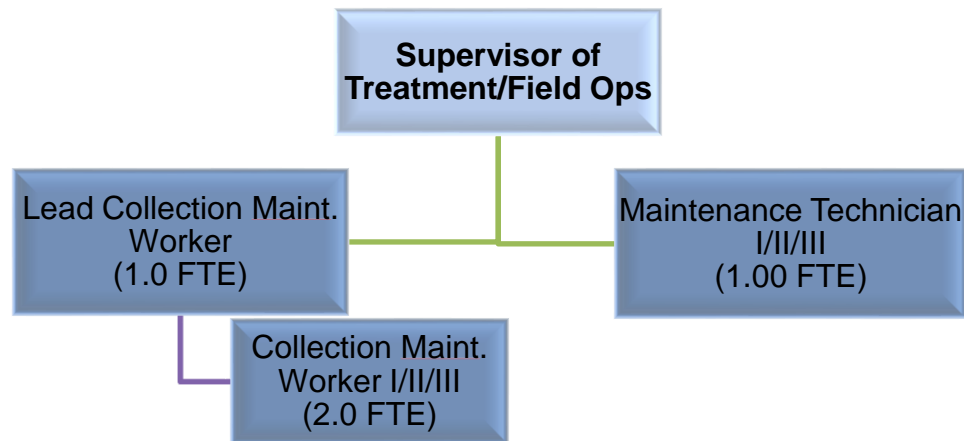 Supervisor of
Treatment/Field Ops
Lead Collection Maint.
Worker
(1.0 FTE)
Maintenance Technician
I/II/III
(1.00 FTE)
Collection Maint.
Worker I/II/III
(2.0 FTE)